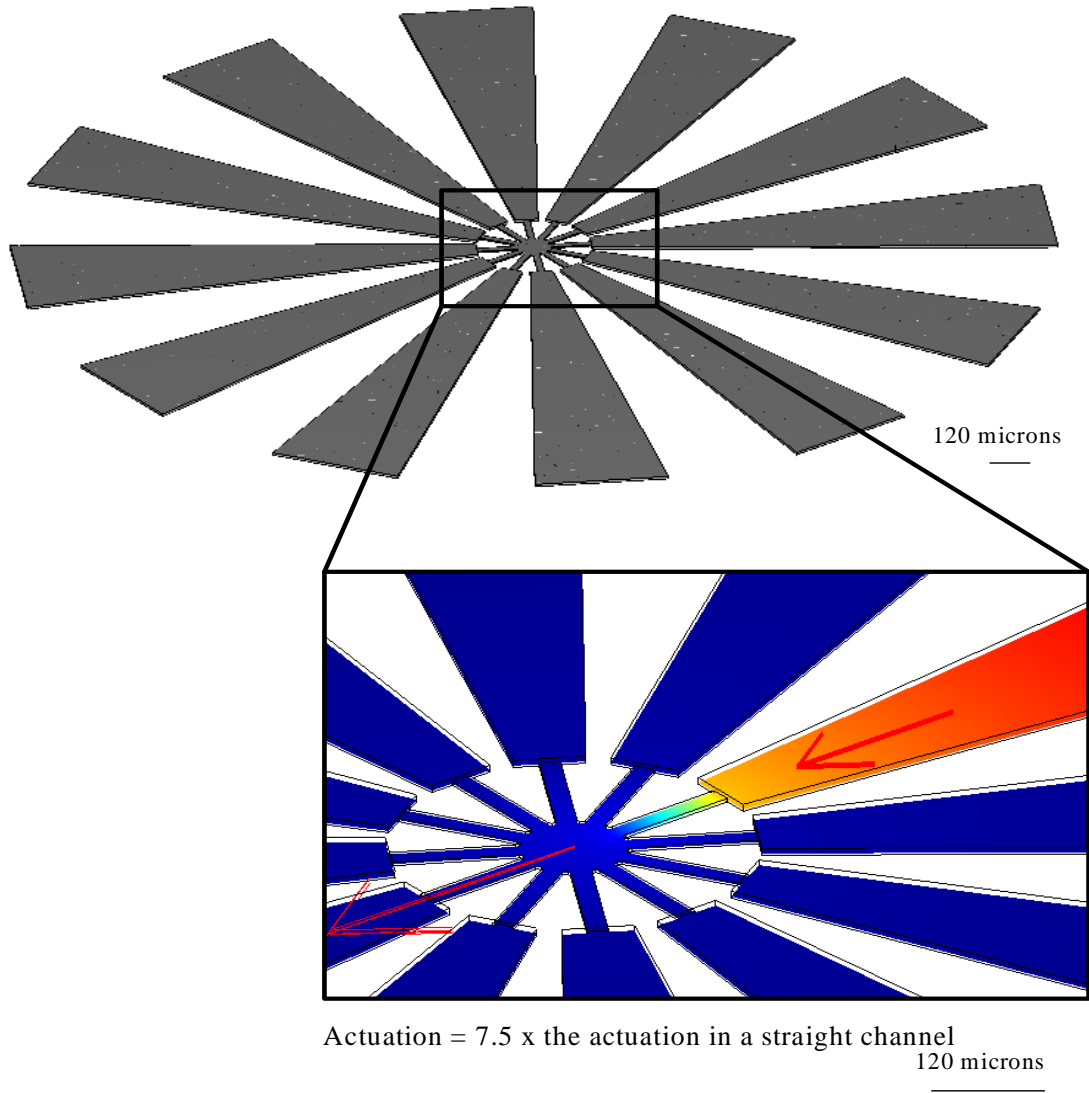 120 microns
Actuation = 7.5 x the actuation in a straight channel
120 microns